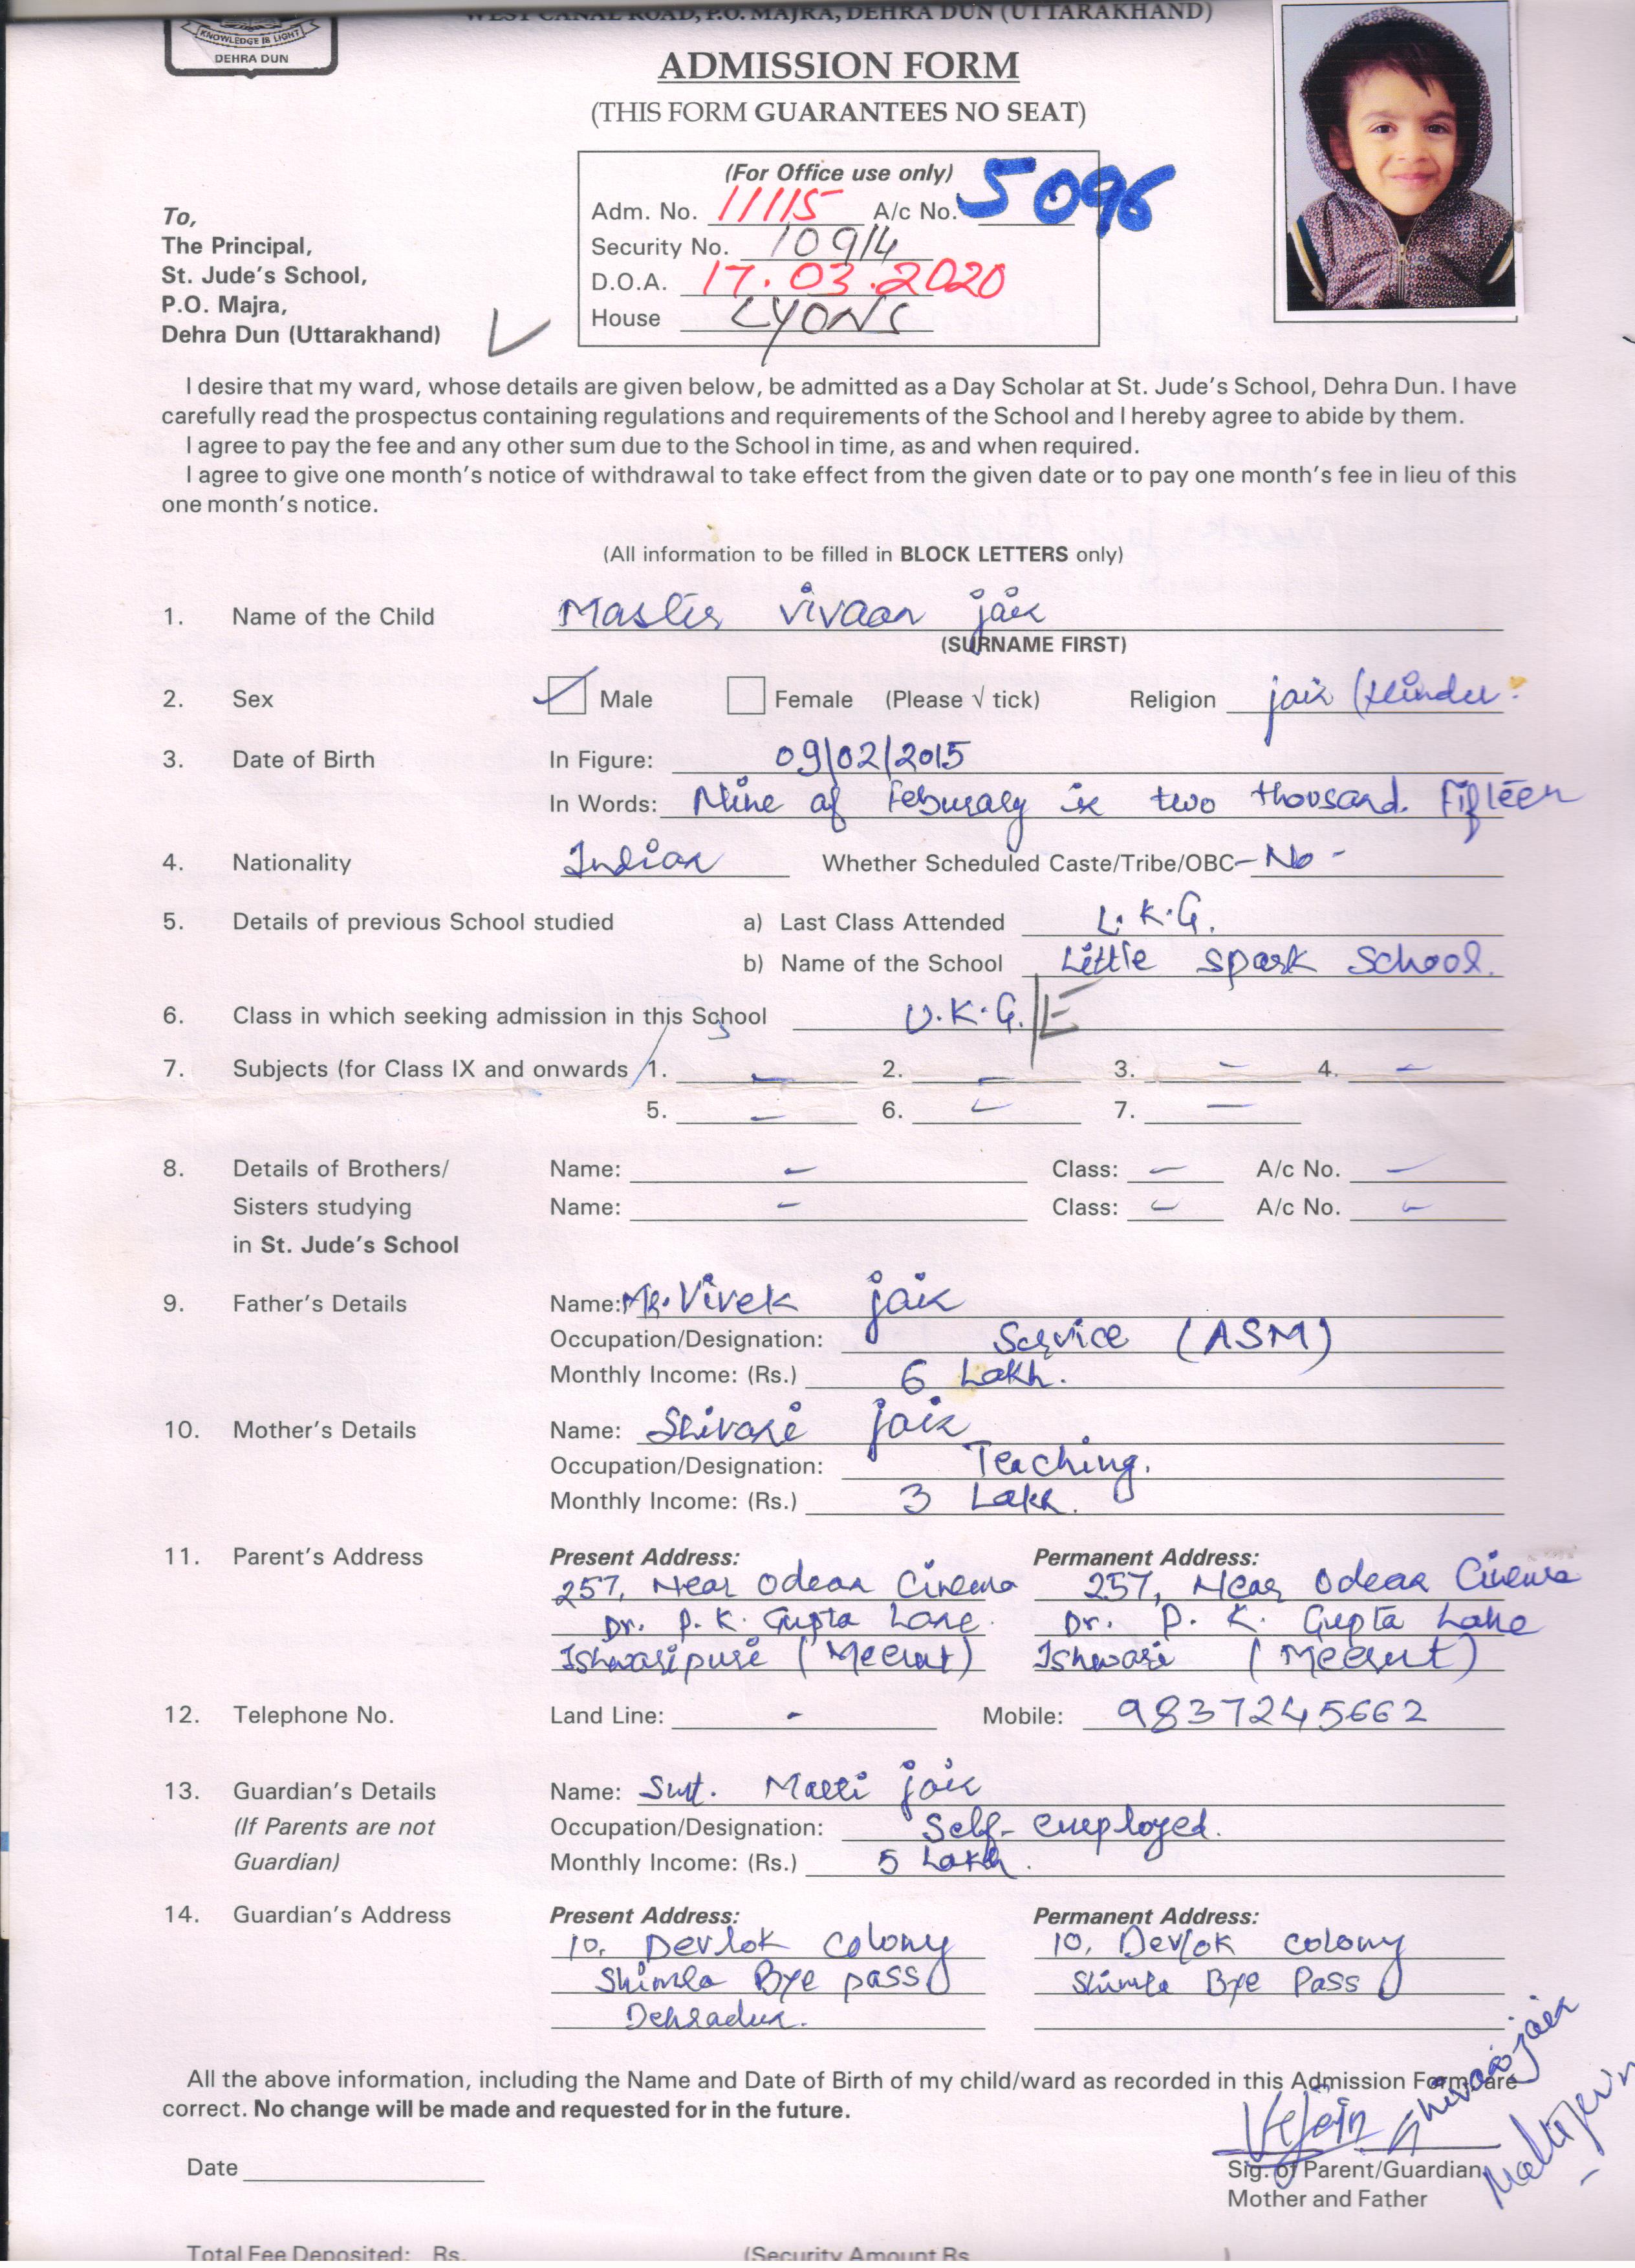 WEST CANAL ROAD, P.O. MAJRA, DEHRA DUN (UTTARAKHAND)
KNOWLEDGE IS LIGHT
DEHRA DUN
ADMISSION FORM
(THIS FORM GUARANTEES NO SEAT)
(For Office use only)
Adm. No. 11115 A/c No. 5096
Security No. 10914
D.O.A. 17.03.2020
House LYONS
To,
The Principal,
St. Jude's School,
P.O. Majra,
Dehra Dun (Uttarakhand)
I desire that my ward, whose details are given below, be admitted as a Day Scholar at St. Jude's School, Dehra Dun. I have
carefully read the prospectus containing regulations and requirements of the School and I hereby agree to abide by them.
I agree to pay the fee and any other sum due to the School in time, as and when required.
I agree to give one month's notice of withdrawal to take effect from the given date or to pay one month's fee in lieu of this
one month's notice.
(All information to be filled in BLOCK LETTERS only)
1. Name of the Child Master vivaan jain
(SURNAME FIRST)
2. Sex Male Female (Please √ tick) Religion jain (Hindu.
3. Date of Birth In Figure: 09/02/2015
In Words: Nine of Feburary in two thousand Fifteen
4. Nationality Indian Whether Scheduled Caste/Tribe/OBC - No -
5. Details of previous School studied a) Last Class Attended L.K.G.
b) Name of the School Little spark School.
6. Class in which seeking admission in this School U.K.G./E
7. Subjects (for Class IX and onwards 1. - 2. - 3. - 4. -
5. - 6. - 7. -
8. Details of Brothers/ Name: - Class: - A/c No. -
Sisters studying Name: - Class: - A/c No. -
in St. Jude's School
9. Father's Details Name: Mr. Vivek jain
Occupation/Designation: Service (ASM)
Monthly Income: (Rs.) 6 Lakh.
10. Mother's Details Name: Shivani jain
Occupation/Designation: Teaching.
Monthly Income: (Rs.) 3 Lakh.
11. Parent's Address Present Address: Permanent Address:
257, Near Odean Cinema 257, Near Odean Cinema
Dr. P. K. Gupta Lane. Dr. P. K. Gupta Lane
Ishwaripuri (Meerut) Ishwari (Meerut)
12. Telephone No. Land Line: - Mobile: 9837245662
13. Guardian's Details Name: Smt. Malti jain
(If Parents are not Occupation/Designation: Self-employed.
Guardian) Monthly Income: (Rs.) 5 Lakh.
14. Guardian's Address Present Address: Permanent Address:
10, Devlok Colony 10, Devlok colony
Shimla Bye pass Shimla Bye Pass
Dehradun.
All the above information, including the Name and Date of Birth of my child/ward as recorded in this Admission Form are
correct. No change will be made and requested for in the future.
VKJain Shivani jain Malti Jain
Date
Sig. of Parent/Guardian
Mother and Father
Total Fee Deposited: Rs. (Security Amount Rs. )